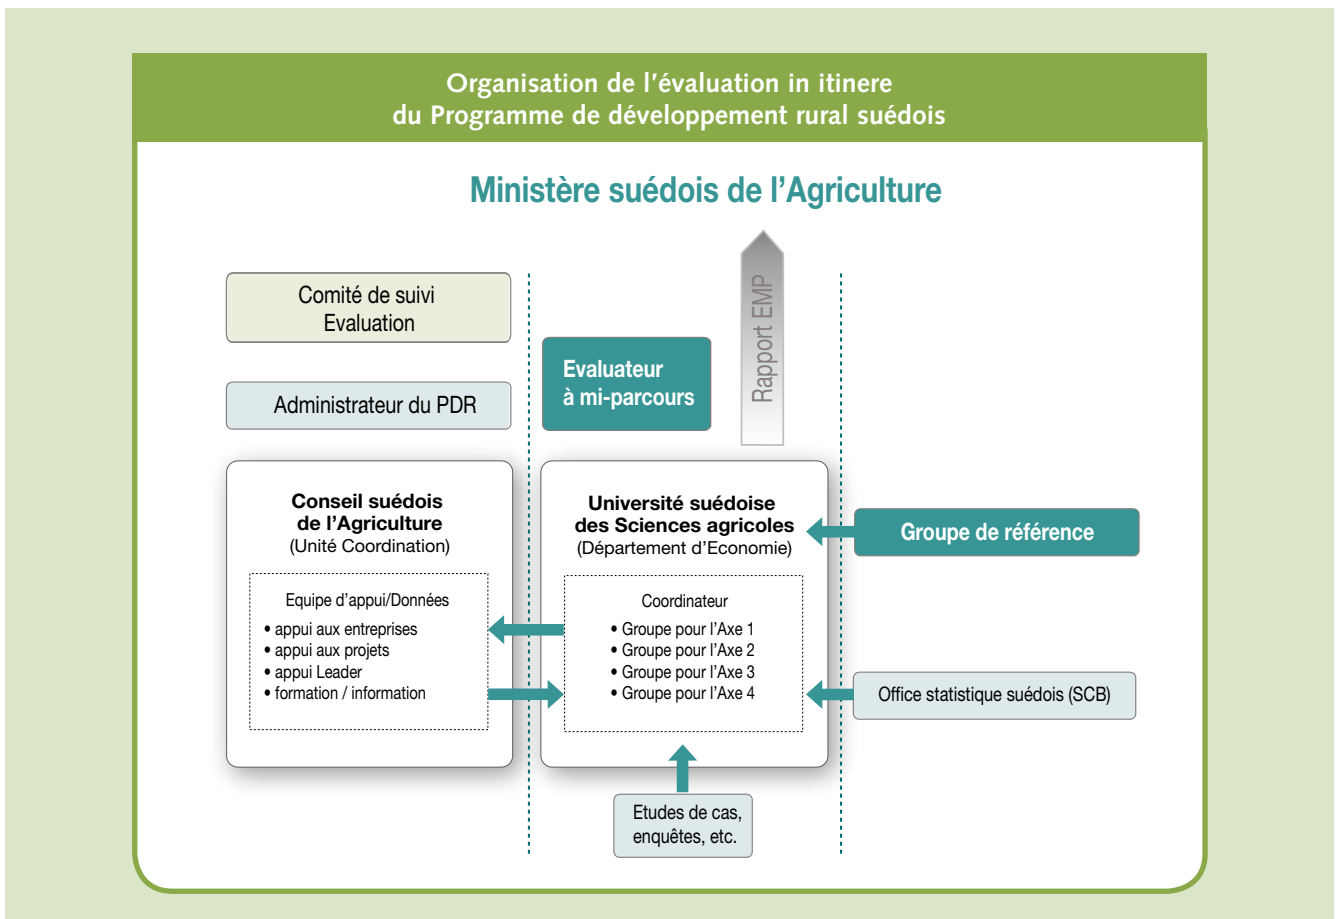 Organisation de l'évaluation in itinere
du Programme de développement rural suédois
Ministère suédois de l'Agriculture
Comité de suivi
Evaluation
Administrateur du PDR
Evaluateur
à mi-parcours
Rapport EMP
Conseil suédois
de l'Agriculture
(Unité Coordination)
Equipe d'appui/Données
• appui aux entreprises
• appui aux projets
• appui Leader
• formation / information
Université suédoise
des Sciences agricoles
(Département d'Economie)
Coordinateur
• Groupe pour l'Axe 1
• Groupe pour l'Axe 2
• Groupe pour l'Axe 3
• Groupe pour l'Axe 4
Groupe de référence
Office statistique suédois (SCB)
Etudes de cas,
enquêtes, etc.